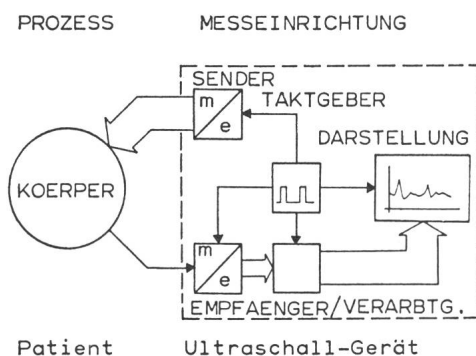 PROZESS MESSEINRICHTUNG
SENDER
m
e
TAKTGEBER
DARSTELLUNG
KOERPER
m
e
EMPFAENGER/VERARBTG.
Patient Ultraschall-Gerät